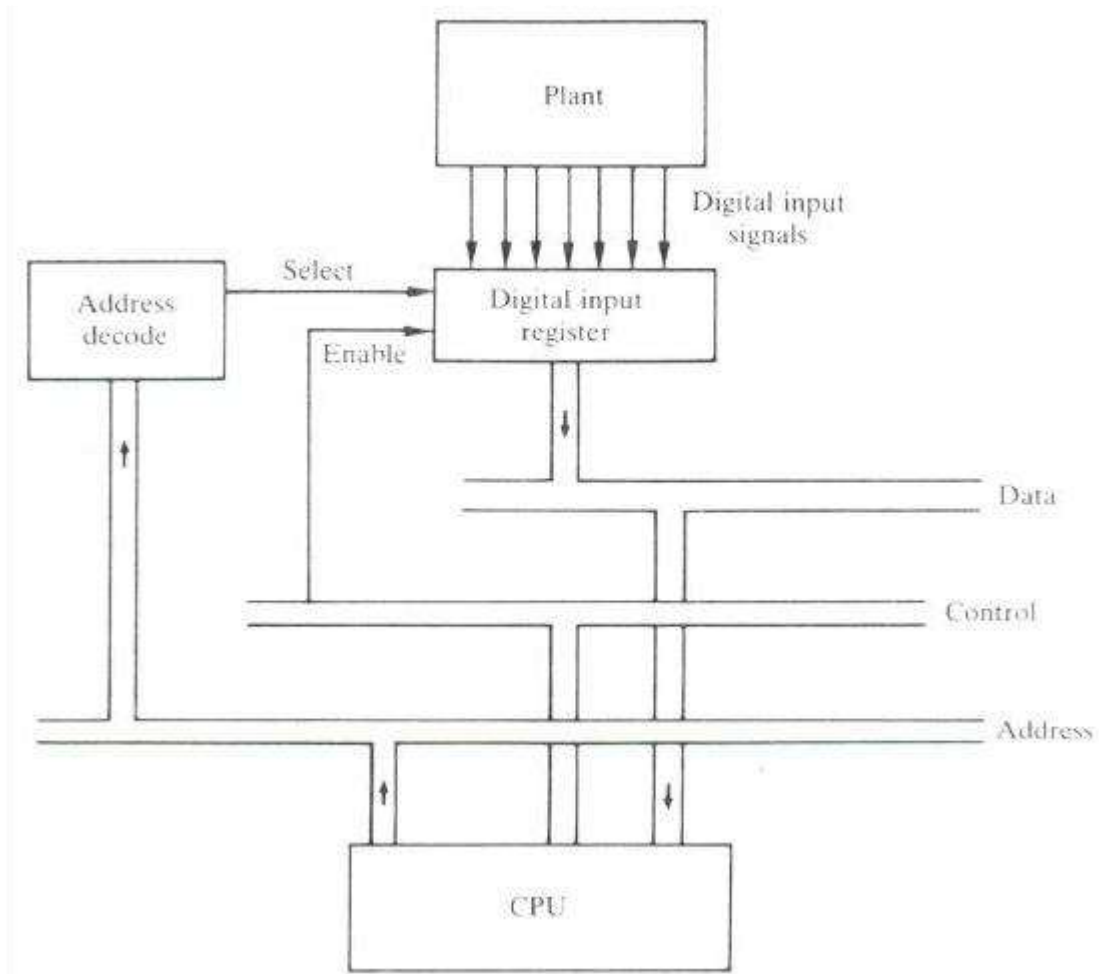 Plant
Digital input
signals
Select
Address
decode
Digital input
register
Enable
Data
Control
Address
CPU